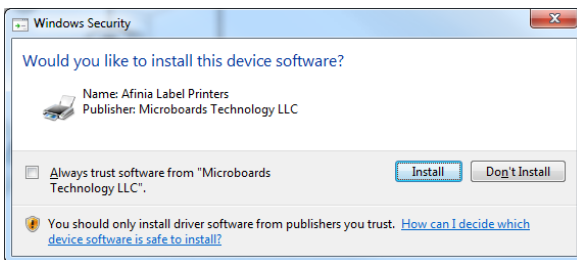 Windows Security
Would you like to install this device software?
Name: Afinia Label Printers
Publisher: Microboards Technology LLC
Always trust software from "Microboards
Technology LLC".
Install
Don't Install
You should only install driver software from publishers you trust. How can I decide which
device software is safe to install?